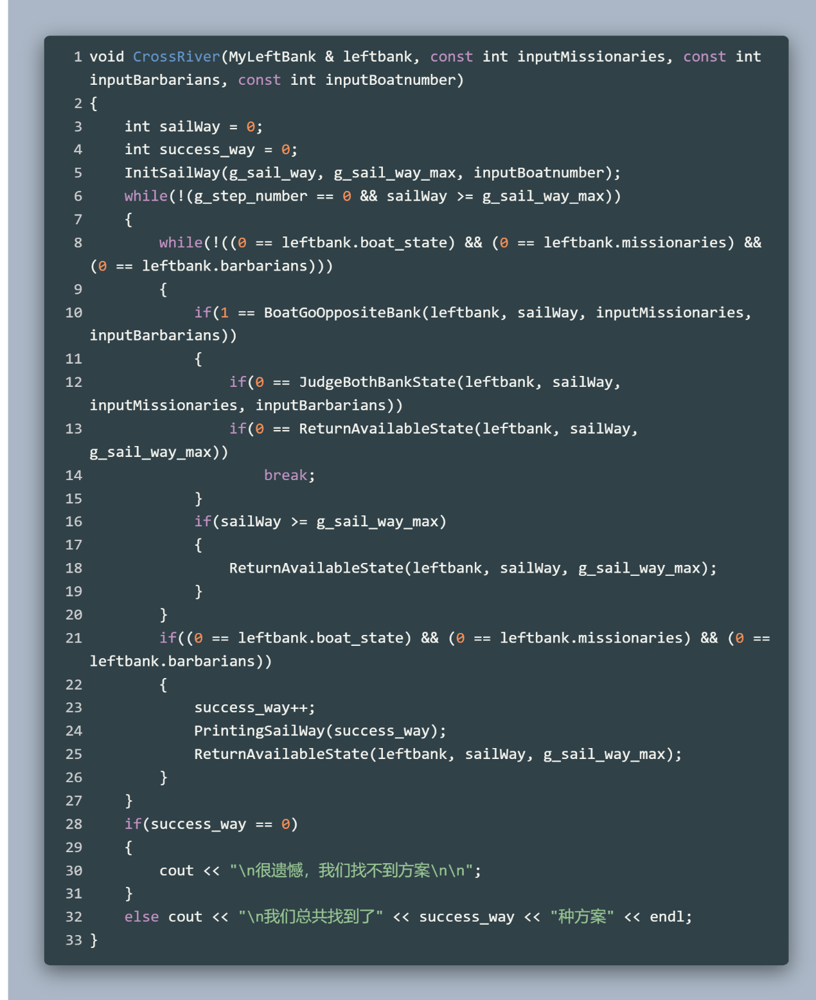 1 void CrossRiver(MyLeftBank & leftbank, const int inputMissionaries, const int
inputBarbarians, const int inputBoatnumber)
2 {
3     int sailWay = 0;
4     int success_way = 0;
5     InitSailWay(g_sail_way, g_sail_way_max, inputBoatnumber);
6     while(!(g_step_number == 0 && sailWay >= g_sail_way_max))
7     {
8         while(!((0 == leftbank.boat_state) && (0 == leftbank.missionaries) &&
(0 == leftbank.barbarians)))
9         {
10             if(1 == BoatGoOppositeBank(leftbank, sailWay, inputMissionaries,
inputBarbarians))
11             {
12                 if(0 == JudgeBothBankState(leftbank, sailWay,
inputMissionaries, inputBarbarians))
13                 if(0 == ReturnAvailableState(leftbank, sailWay,
g_sail_way_max))
14                     break;
15             }
16             if(sailWay >= g_sail_way_max)
17             {
18                 ReturnAvailableState(leftbank, sailWay, g_sail_way_max);
19             }
20         }
21         if((0 == leftbank.boat_state) && (0 == leftbank.missionaries) && (0 ==
leftbank.barbarians))
22         {
23             success_way++;
24             PrintingSailWay(success_way);
25             ReturnAvailableState(leftbank, sailWay, g_sail_way_max);
26         }
27     }
28     if(success_way == 0)
29     {
30         cout << "\n很遗憾，我们找不到方案\n\n";
31     }
32     else cout << "\n我们总共找到了" << success_way << "种方案" << endl;
33 }